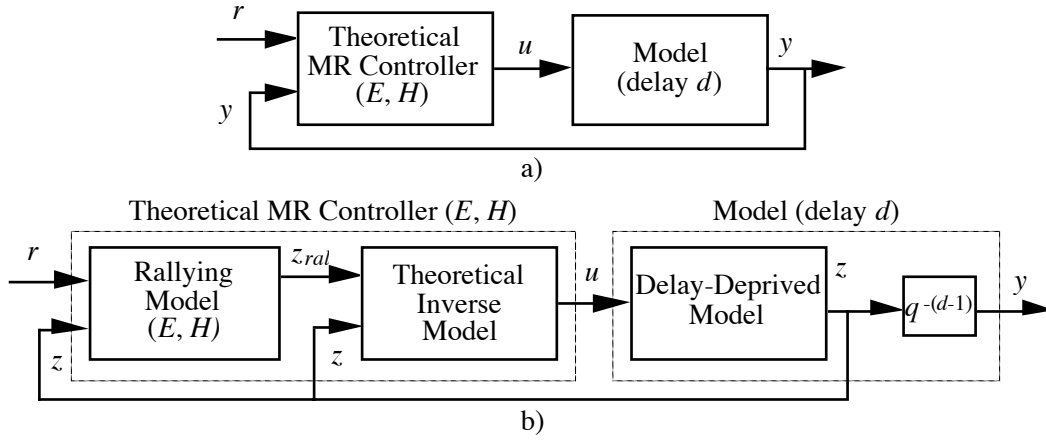 r
Theoretical
MR Controller
(E, H)
u
Model
(delay d)
y
y
a)
Theoretical MR Controller (E, H)
Model (delay d)
r
Rallying
Model
(E, H)
z_ral
Theoretical
Inverse
Model
u
Delay-Deprived
Model
z
q^-(d-1)
y
z
z
b)